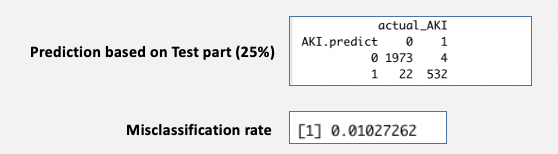 Prediction based on Test part (25%)
actual_AKI
AKI.predict 0 1
0 1973 4
1 22 532
Misclassification rate
[1] 0.01027262